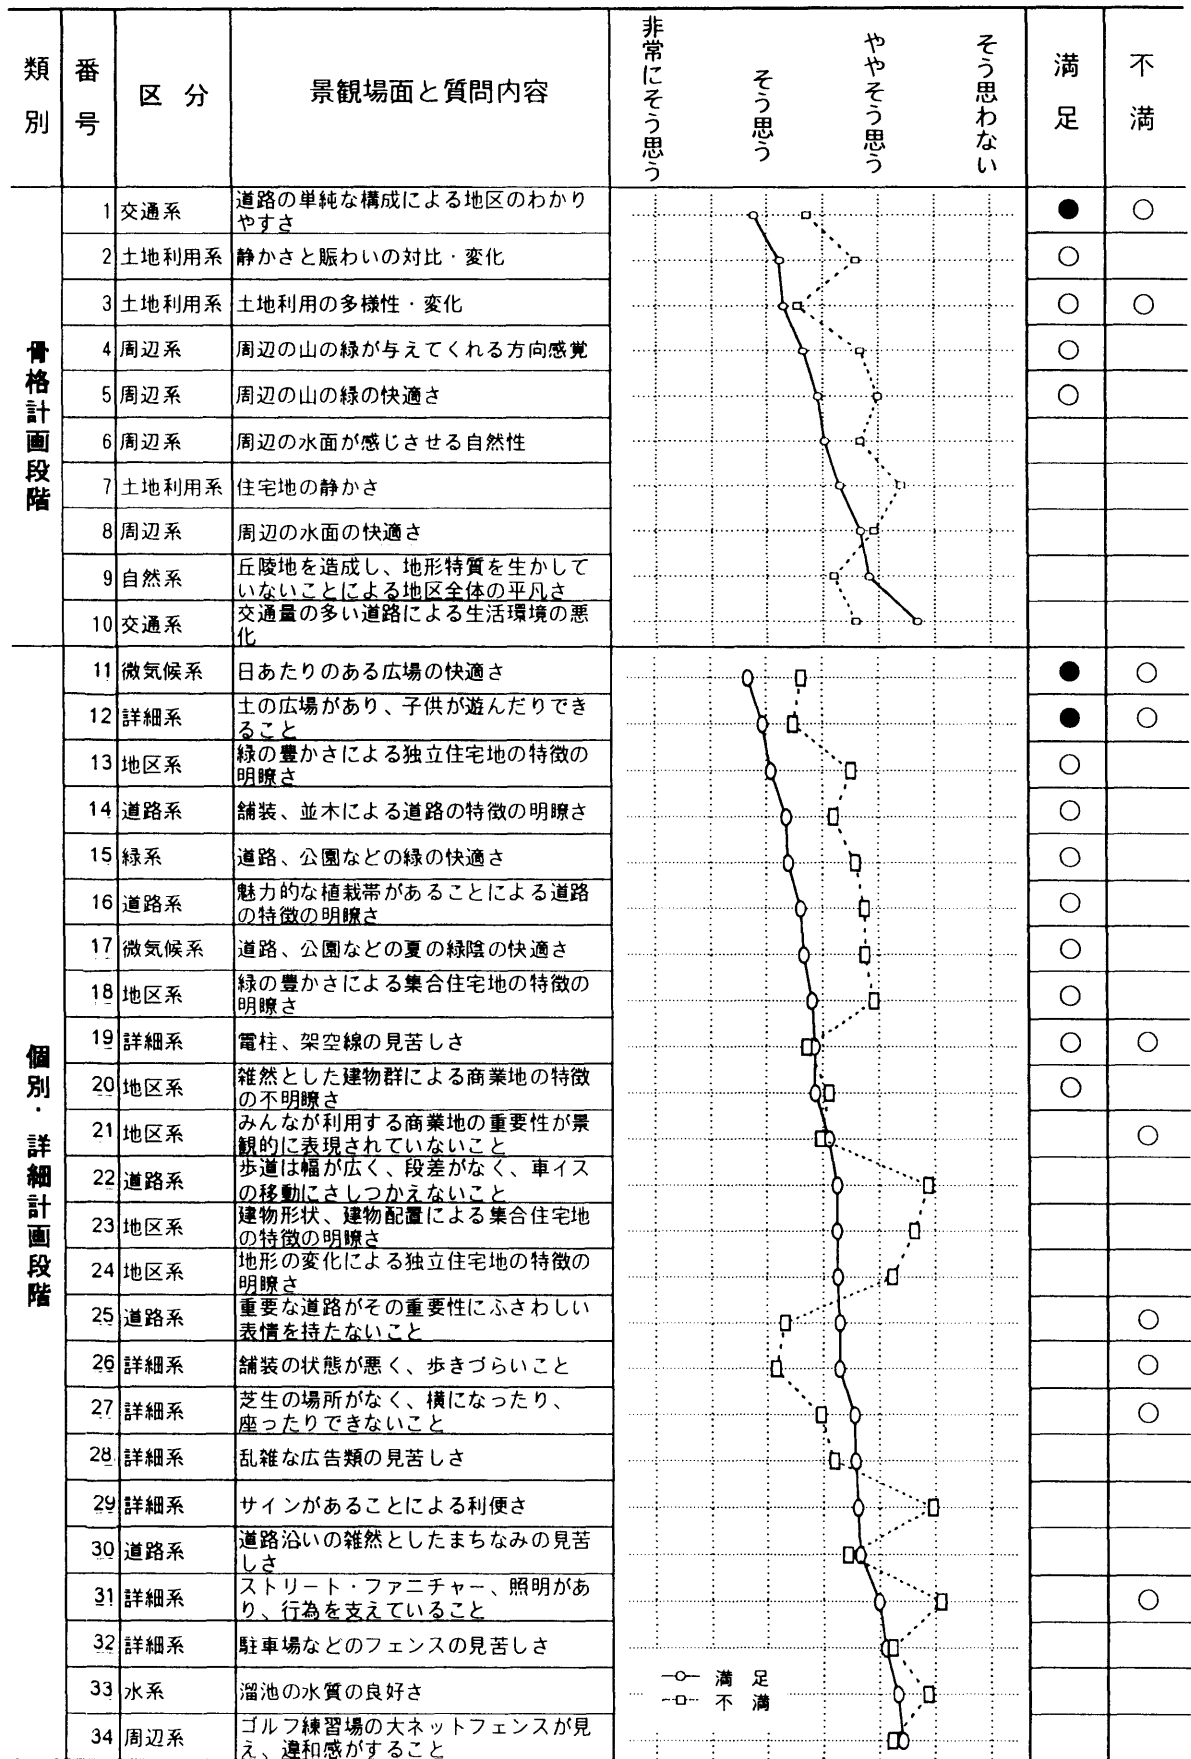 類別
番号
区 分
景観場面と質問内容
非常にそう思う
そう思う
ややそう思う
そう思わない
満足
不満
骨格計画段階
1 交通系 道路の単純な構成による地区のわかり
やすさ ● ○
2 土地利用系 静かさと賑わいの対比・変化 ○
3 土地利用系 土地利用の多様性・変化 ○ ○
4 周辺系 周辺の山の緑が与えてくれる方向感覚 ○
5 周辺系 周辺の山の緑の快適さ ○
6 周辺系 周辺の水面が感じさせる自然性
7 土地利用系 住宅地の静かさ
8 周辺系 周辺の水面の快適さ
9 自然系 丘陵地を造成し、地形特質を生かして
いないことによる地区全体の平凡さ
10 交通系 交通量の多い道路による生活環境の悪
化
個別・詳細計画段階
11 微気候系 日あたりのある広場の快適さ ● ○
12 詳細系 土の広場があり、子供が遊んだりでき
ること ● ○
13 地区系 緑の豊かさによる独立住宅地の特徴の
明瞭さ ○
14 道路系 舗装、並木による道路の特徴の明瞭さ ○
15 緑系 道路、公園などの緑の快適さ ○
16 道路系 魅力的な植栽帯があることによる道路
の特徴の明瞭さ ○
17 微気候系 道路、公園などの夏の緑陰の快適さ ○
18 地区系 緑の豊かさによる集合住宅地の特徴の
明瞭さ ○
19 詳細系 電柱、架空線の見苦しさ ○ ○
20 地区系 雑然とした建物群による商業地の特徴
の不明瞭さ ○
21 地区系 みんなが利用する商業地の重要性が景
観的に表現されていないこと ○
22 道路系 歩道は幅が広く、段差がなく、車イス
の移動にさしつかえないこと
23 地区系 建物形状、建物配置による集合住宅地
の特徴の明瞭さ
24 地区系 地形の変化による独立住宅地の特徴の
明瞭さ
25 道路系 重要な道路がその重要性にふさわしい
表情を持たないこと ○
26 詳細系 舗装の状態が悪く、歩きづらいこと ○
27 詳細系 芝生の場所がなく、横になったり、
座ったりできないこと ○
28 詳細系 乱雑な広告類の見苦しさ
29 詳細系 サインがあることによる利便さ
30 道路系 道路沿いの雑然としたまちなみの見苦
しさ
31 詳細系 ストリート・ファニチャー、照明があ
り、行為を支えていること ○
32 詳細系 駐車場などのフェンスの見苦しさ
33 水系 溜池の水質の良好さ
34 周辺系 ゴルフ練習場の大ネットフェンスが見
え、違和感がすること
満 足
不 満